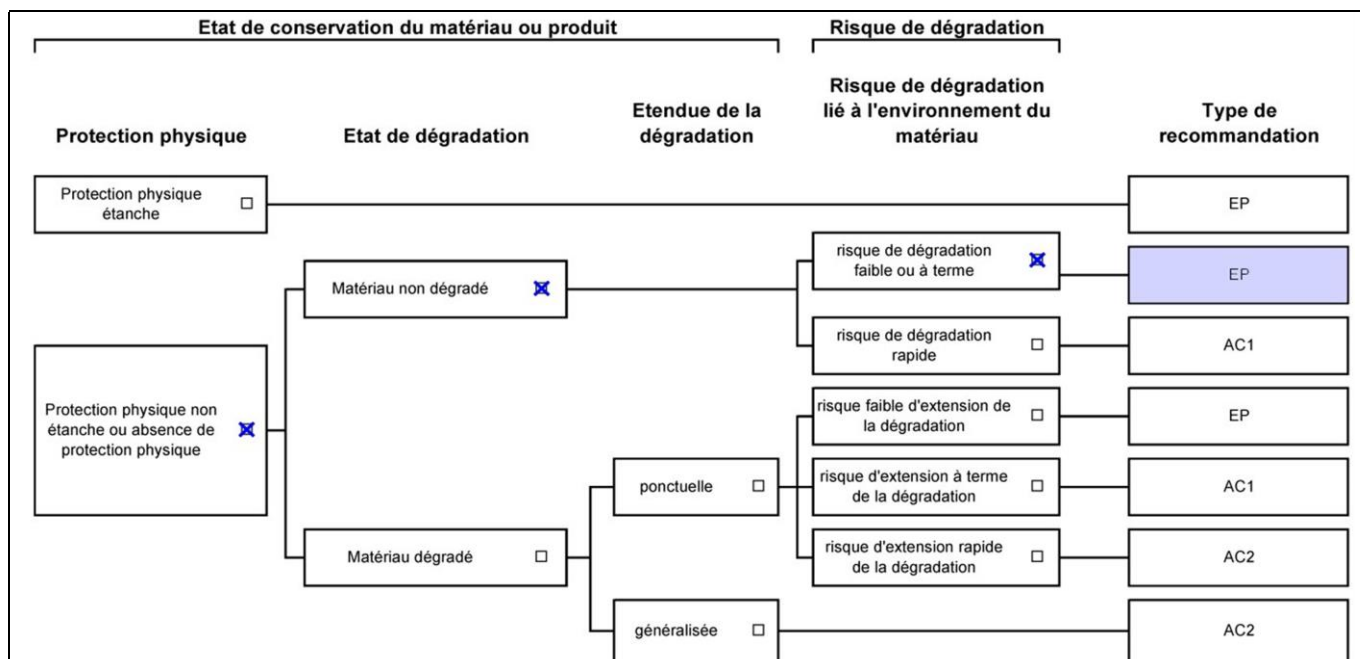 Etat de conservation du matériau ou produit
Risque de dégradation
Protection physique
Etat de dégradation
Etendue de la
dégradation
Risque de dégradation
lié à l'environnement du
matériau
Type de
recommandation
Protection physique
étanche
EP
Matériau non dégradé
risque de dégradation
faible ou à terme
EP
risque de dégradation
rapide
AC1
Protection physique non
étanche ou absence de
protection physique
risque faible d'extension de
la dégradation
EP
ponctuelle
risque d'extension à terme
de la dégradation
AC1
Matériau dégradé
risque d'extension rapide
de la dégradation
AC2
généralisée
AC2